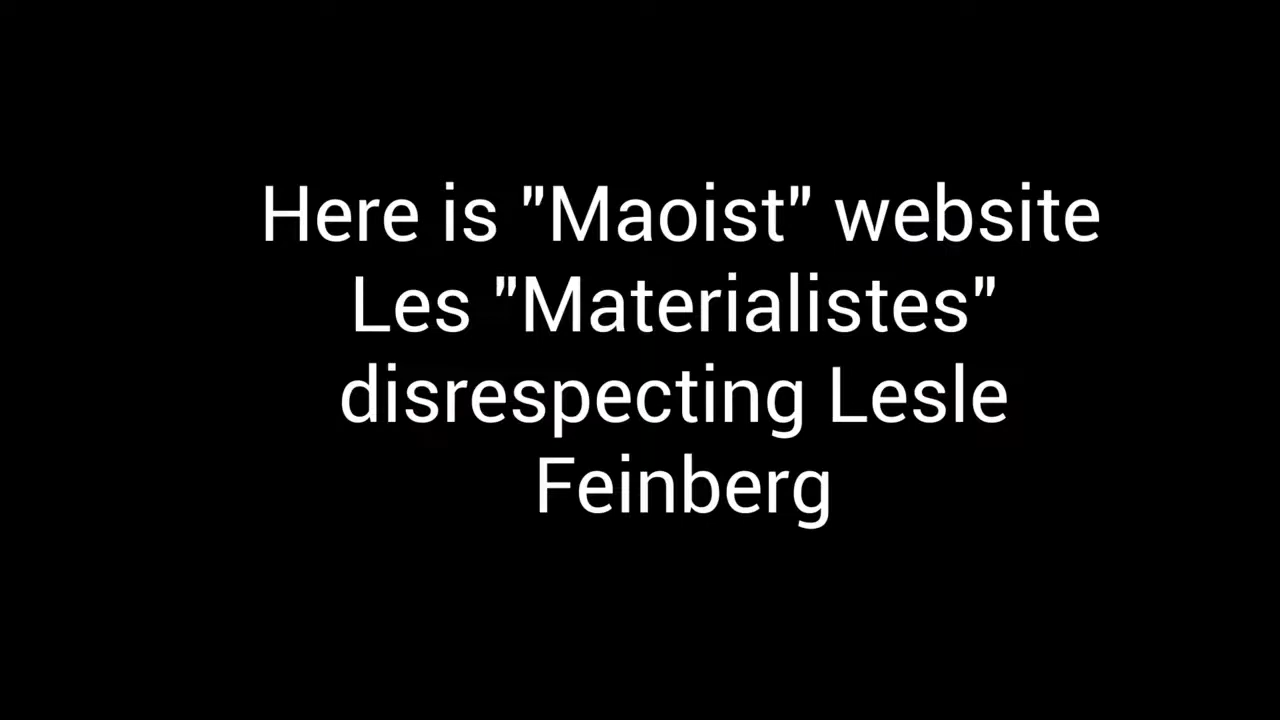 Here is "Maoist" website
Les "Materialistes"
disrespecting Lesle
Feinberg